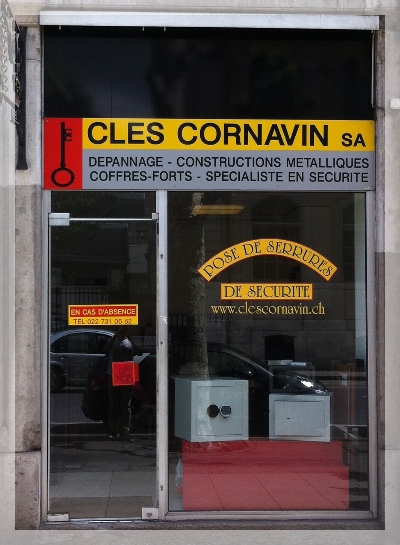 CLES CORNAVIN SA
DEPANNAGE - CONSTRUCTIONS METALLIQUES
COFFRES-FORTS - SPECIALISTE EN SECURITE
POSE DE SERRURES
DE SECURITE
www.clescornavin.ch
EN CAS D'ABSENCE
TEL 022 731 05 62